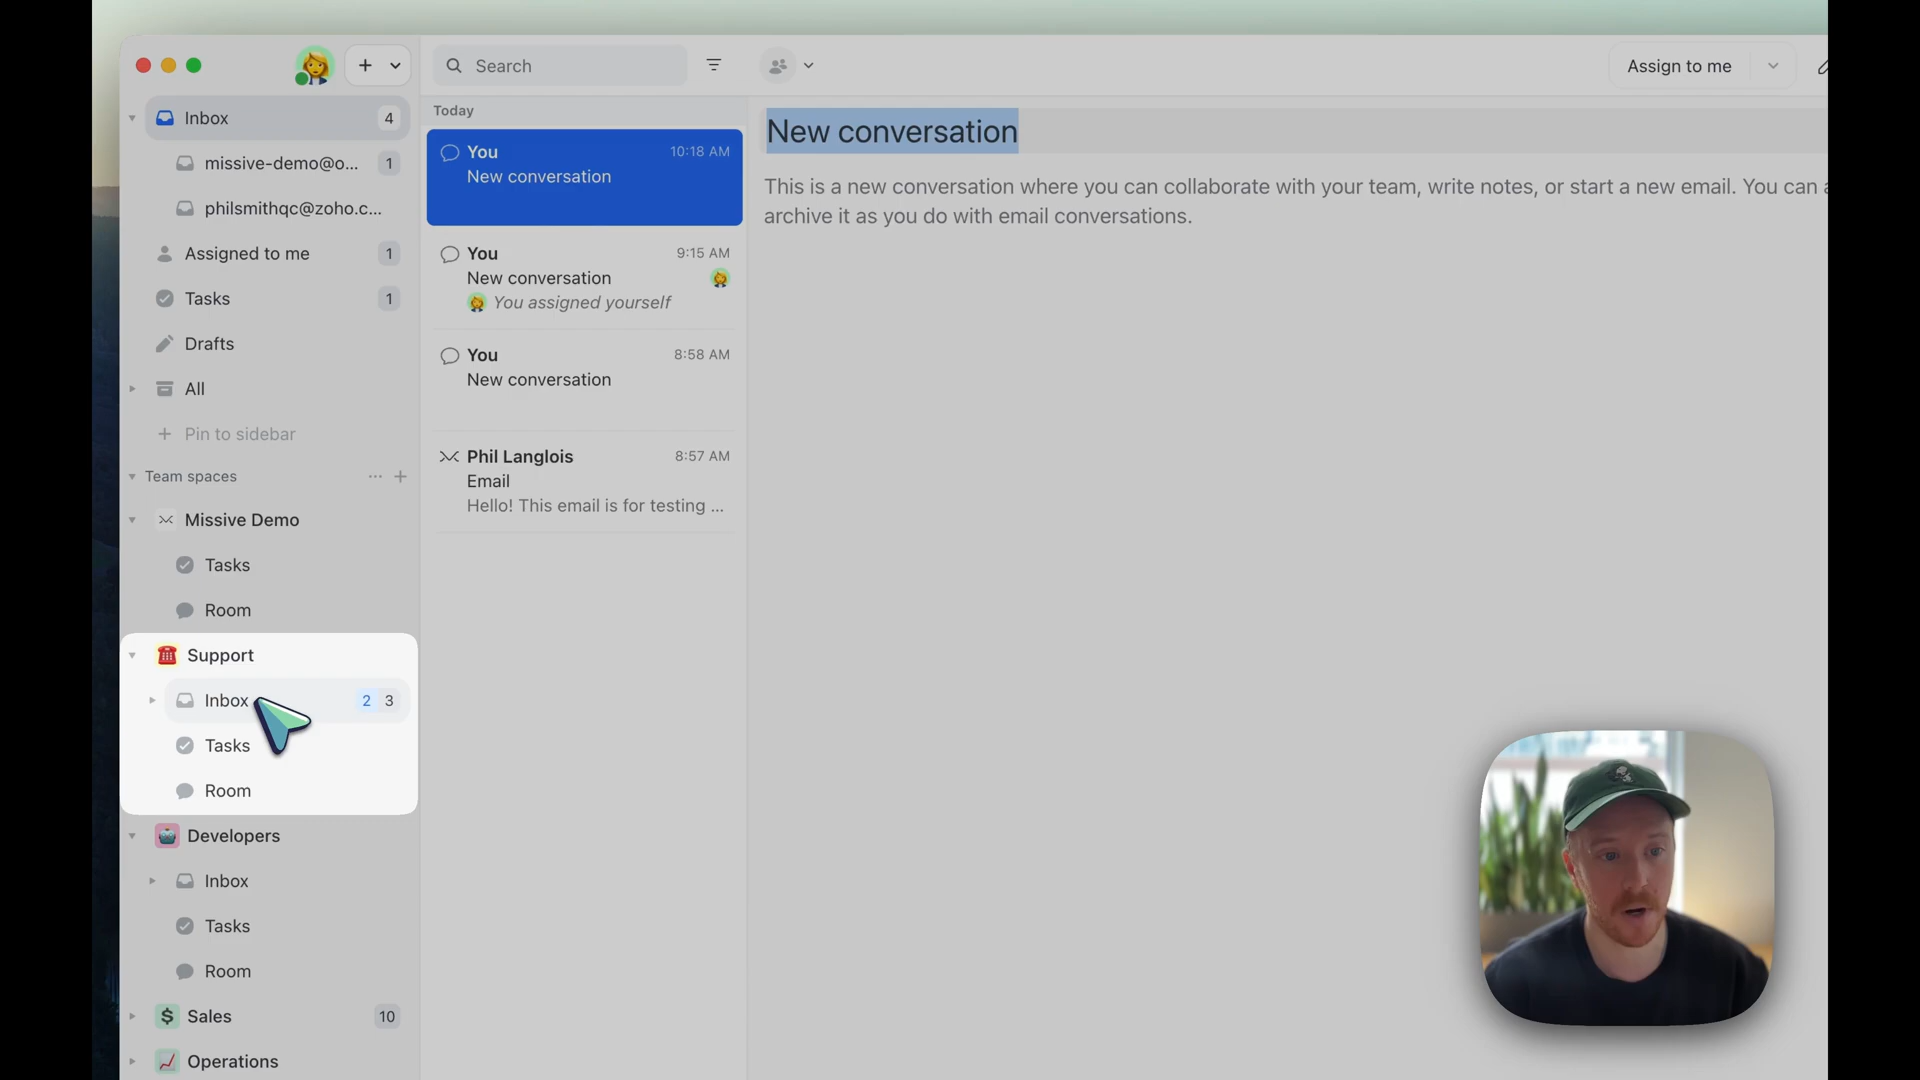 Search
Assign to me
Inbox 4
missive-demo@o... 1
philsmithqc@zoho.c...
Assigned to me 1
Tasks 1
Drafts
All
Pin to sidebar
Team spaces
Missive Demo
Tasks
Room
Support
Inbox 2 3
Tasks
Room
Developers
Inbox
Tasks
Room
Sales 10
Operations
Today
You 10:18 AM
New conversation
You 9:15 AM
New conversation
You assigned yourself
You 8:58 AM
New conversation
Phil Langlois 8:57 AM
Email
Hello! This email is for testing ...
New conversation
This is a new conversation where you can collaborate with your team, write notes, or start a new email. You can a
archive it as you do with email conversations.